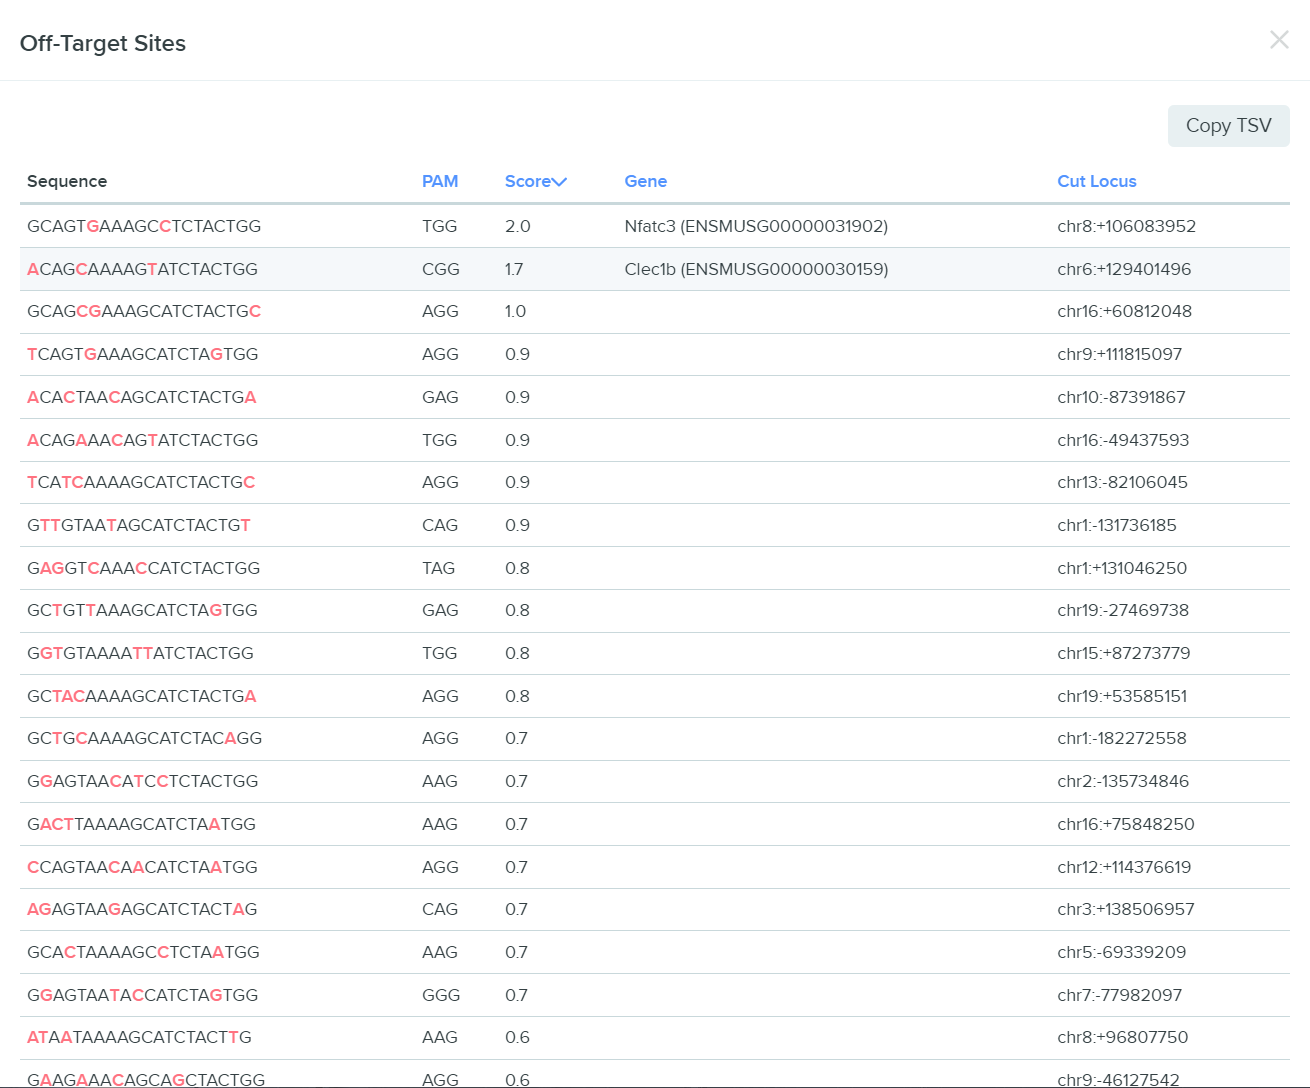 Off-Target Sites
Copy TSV
Sequence PAM Score Gene Cut Locus
GCAGTGAAAGCCTCTACTGG TGG 2.0 Nfatc3 (ENSMUSG00000031902) chr8:+106083952
ACAGCAAAAGTATCTACTGG CGG 1.7 Clec1b (ENSMUSG00000030159) chr6:+129401496
GCAGCGAAAGCATCTACTGC AGG 1.0 chr16:+60812048
TCAGTGAAAGCATCTAGTGG AGG 0.9 chr9:+111815097
ACACTAACAGCATCTACTGA GAG 0.9 chr10:-87391867
ACAGAAACAGTATCTACTGG TGG 0.9 chr16:-49437593
TCATCAAAAGCATCTACTGC AGG 0.9 chr13:-82106045
GTTGTAATAGCATCTACTGT CAG 0.9 chr1:-131736185
GAGGTCAAACCATCTACTGG TAG 0.8 chr1:+131046250
GCTGTTAAAGCATCTAGTGG GAG 0.8 chr19:-27469738
GGTGTAAAATTATCTACTGG TGG 0.8 chr15:+87273779
GCTACAAAAGCATCTACTGA AGG 0.8 chr19:+53585151
GCTGCAAAAGCATCTACAGG AGG 0.7 chr1:-182272558
GGAGTAACATCCTCTACTGG AAG 0.7 chr2:-135734846
GACTTAAAAGCATCTAATGG AAG 0.7 chr16:+75848250
CCAGTAACAACATCTAATGG AGG 0.7 chr12:+114376619
AGAGTAAGAGCATCTACTAG CAG 0.7 chr3:+138506957
GCACTAAAAGCCTCTAATGG AAG 0.7 chr5:-69339209
GGAGTAATACCATCTAGTGG GGG 0.7 chr7:-77982097
ATAATAAAAGCATCTACTTG AAG 0.6 chr8:+96807750
GAAGAAACAGCAGCTACTGG AGG 0.6 chr9:-46127542